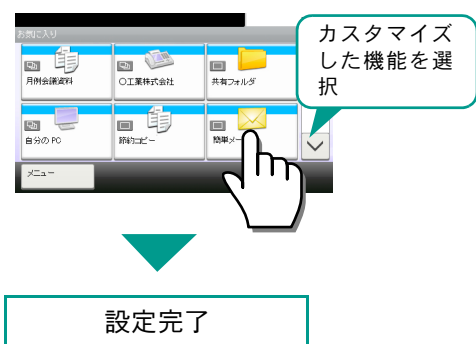 お気に入り
カスタマイズ
した機能を選
択
月例会議資料
〇工業株式会社
共有フォルダ
自分の PC
節約コピー
簡単メー
メニュー
設定完了